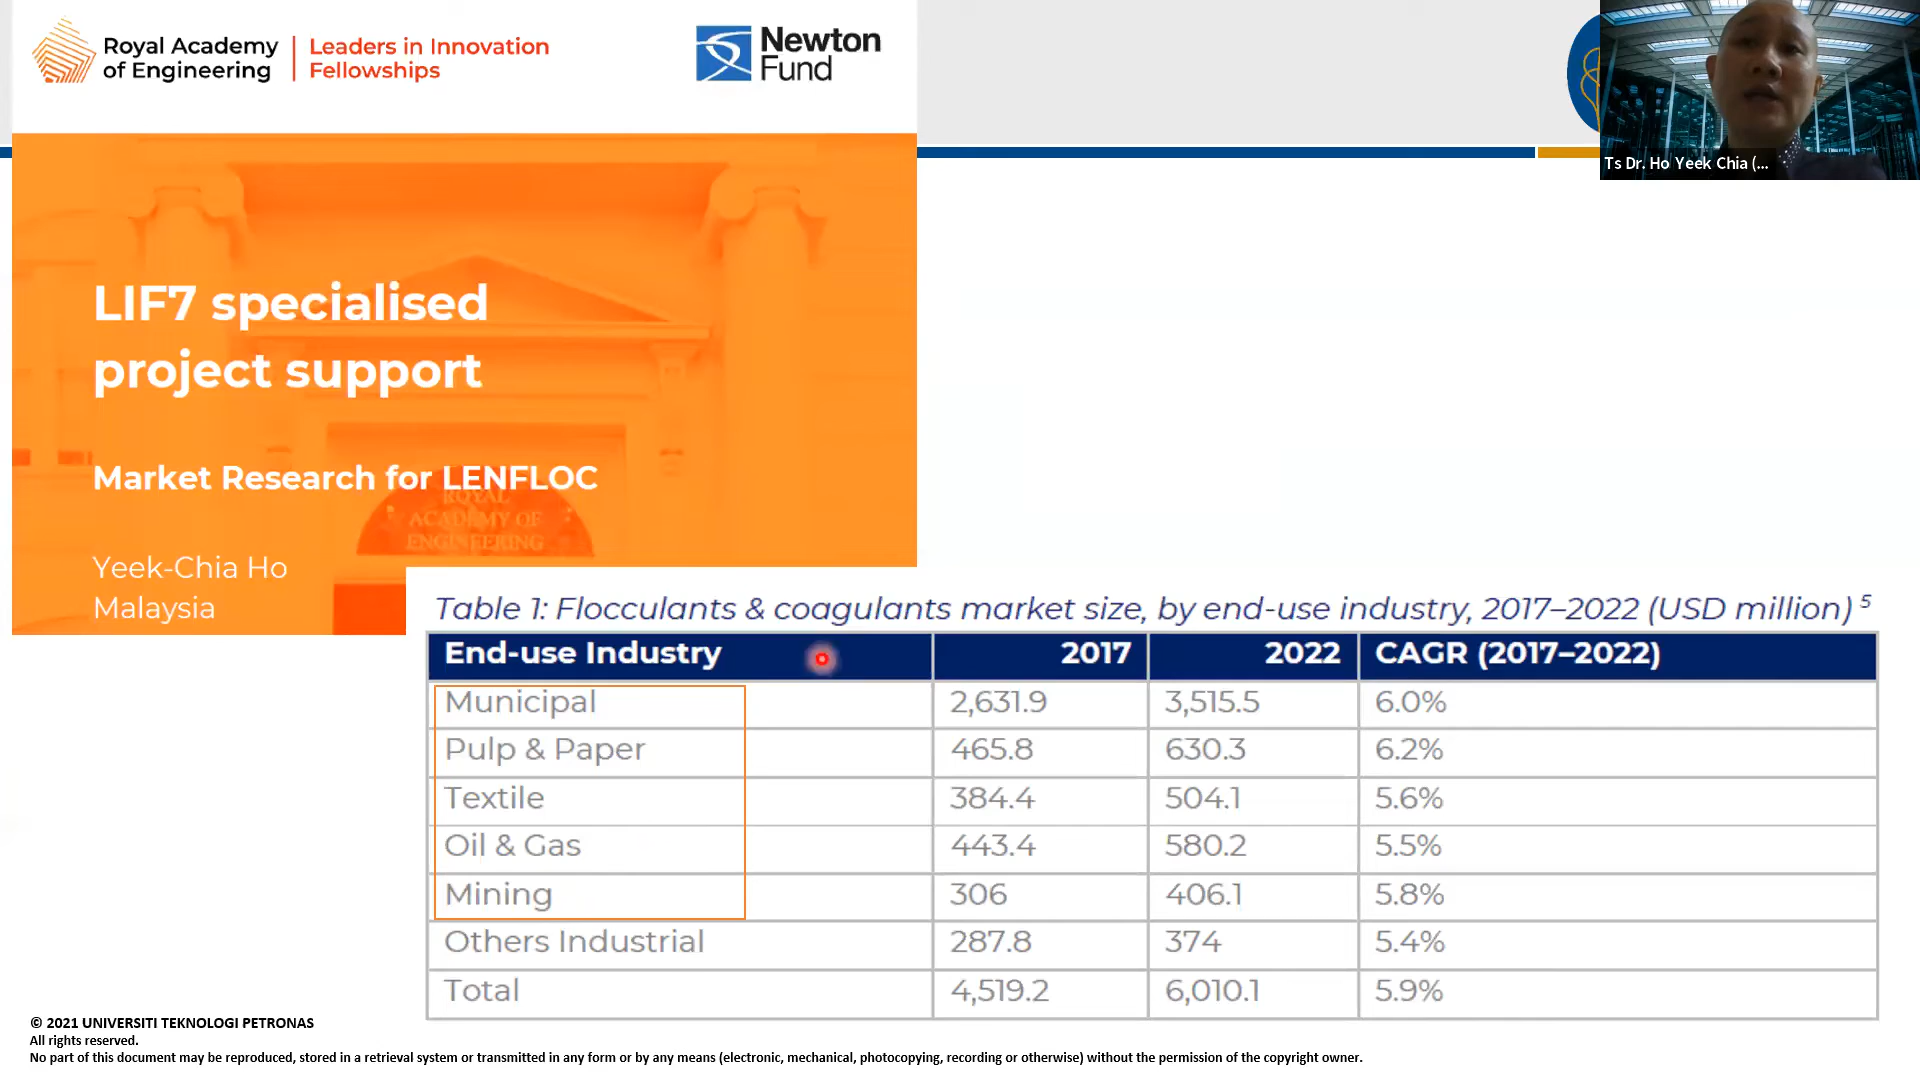 Royal Academy
of Engineering
Leaders in Innovation
Fellowships
Newton
Fund
Ts Dr. Ho Yeek Chia (...
LIF7 specialised
project support
Market Research for LENFLOC
ROYAL
ACADEMY OF
ENGINEERING
Yeek-Chia Ho
Malaysia
Table 1: Flocculants & coagulants market size, by end-use industry, 2017–2022 (USD million) 5
End-use Industry 2017 2022 CAGR (2017–2022)
Municipal 2,631.9 3,515.5 6.0%
Pulp & Paper 465.8 630.3 6.2%
Textile 384.4 504.1 5.6%
Oil & Gas 443.4 580.2 5.5%
Mining 306 406.1 5.8%
Others Industrial 287.8 374 5.4%
Total 4,519.2 6,010.1 5.9%
© 2021 UNIVERSITI TEKNOLOGI PETRONAS
All rights reserved.
No part of this document may be reproduced, stored in a retrieval system or transmitted in any form or by any means (electronic, mechanical, photocopying, recording or otherwise) without the permission of the copyright owner.